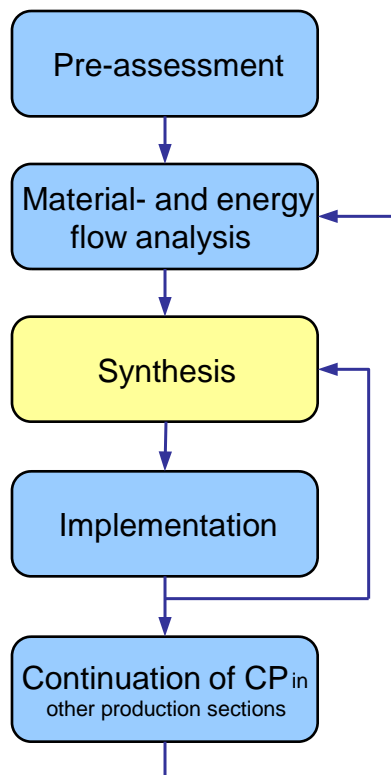 Pre-assessment
Material- and energy
flow analysis
Synthesis
Implementation
Continuation of CP in
other production sections